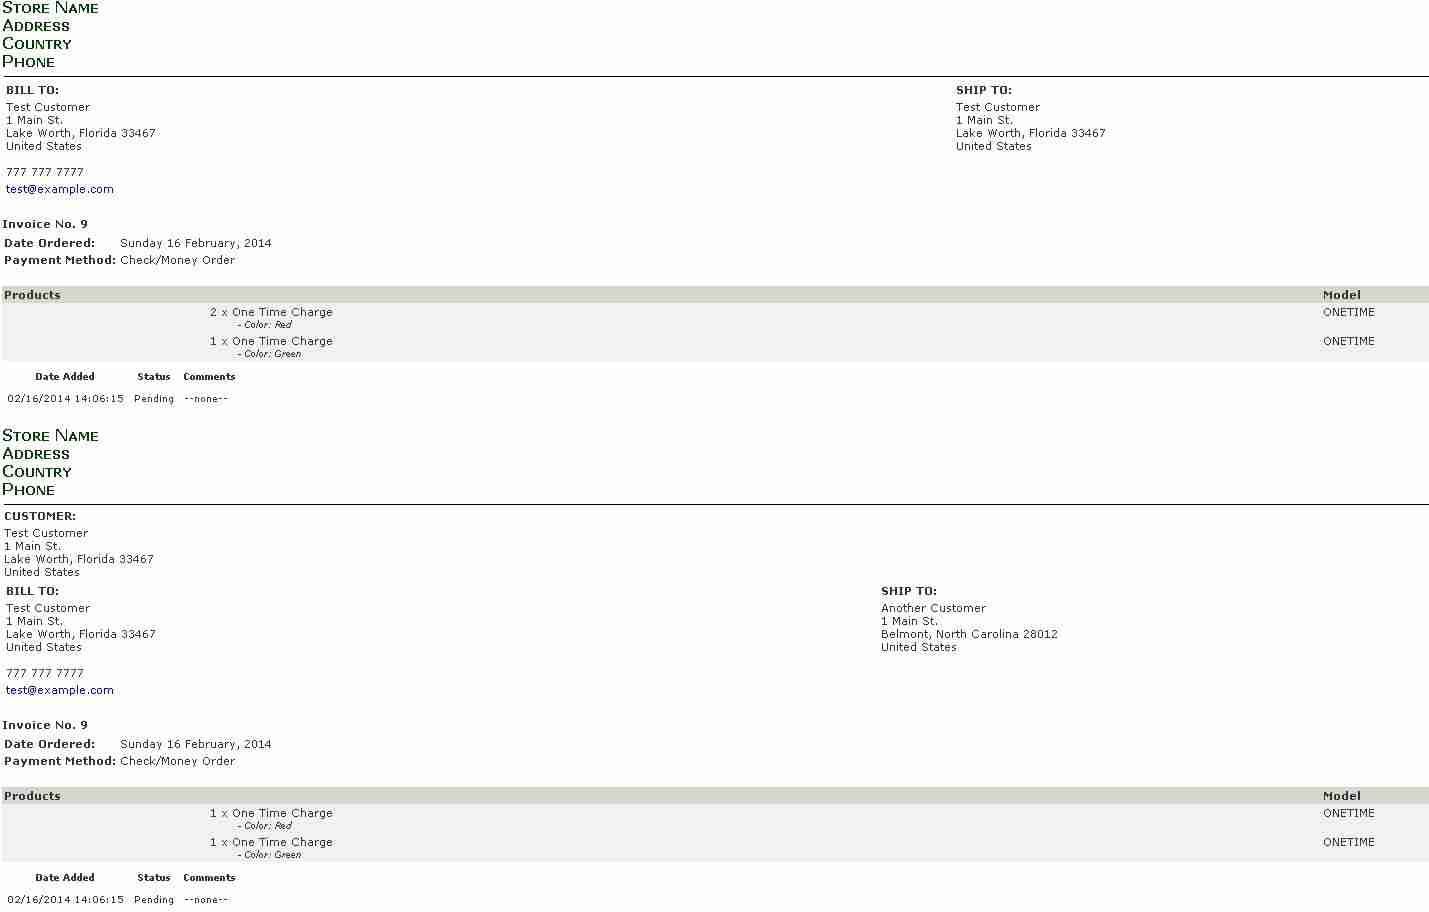 Store Name
Address
Country
Phone
BILL TO: SHIP TO:
Test Customer Test Customer
1 Main St. 1 Main St.
Lake Worth, Florida 33467 Lake Worth, Florida 33467
United States United States
777 777 7777
test@example.com
Invoice No. 9
Date Ordered: Sunday 16 February, 2014
Payment Method: Check/Money Order
Products Model
2 x One Time Charge ONETIME
- Color: Red
1 x One Time Charge ONETIME
- Color: Green
Date Added Status Comments
02/16/2014 14:06:15 Pending --none--
Store Name
Address
Country
Phone
CUSTOMER:
Test Customer
1 Main St.
Lake Worth, Florida 33467
United States
BILL TO: SHIP TO:
Test Customer Another Customer
1 Main St. 1 Main St.
Lake Worth, Florida 33467 Belmont, North Carolina 28012
United States United States
777 777 7777
test@example.com
Invoice No. 9
Date Ordered: Sunday 16 February, 2014
Payment Method: Check/Money Order
Products Model
1 x One Time Charge ONETIME
- Color: Red
1 x One Time Charge ONETIME
- Color: Green
Date Added Status Comments
02/16/2014 14:06:15 Pending --none--